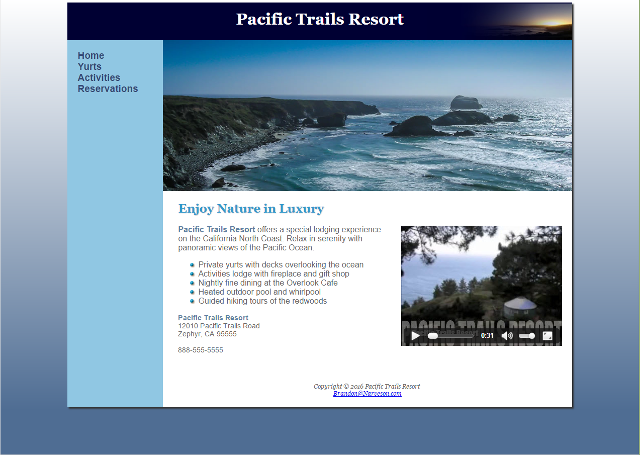 Pacific Trails Resort
Home
Yurts
Activities
Reservations
Enjoy Nature in Luxury
Pacific Trails Resort offers a special lodging experience
on the California North Coast. Relax in serenity with
panoramic views of the Pacific Ocean.
Private yurts with decks overlooking the ocean
Activities lodge with fireplace and gift shop
Nightly fine dining at the Overlook Cafe
Heated outdoor pool and whirlpool
Guided hiking tours of the redwoods
PACIFIC TRAILS RESORT
0:31
Pacific Trails Resort
12010 Pacific Trails Road
Zephyr, CA 95555
888-555-5555
Copyright © 2016 Pacific Trails Resort